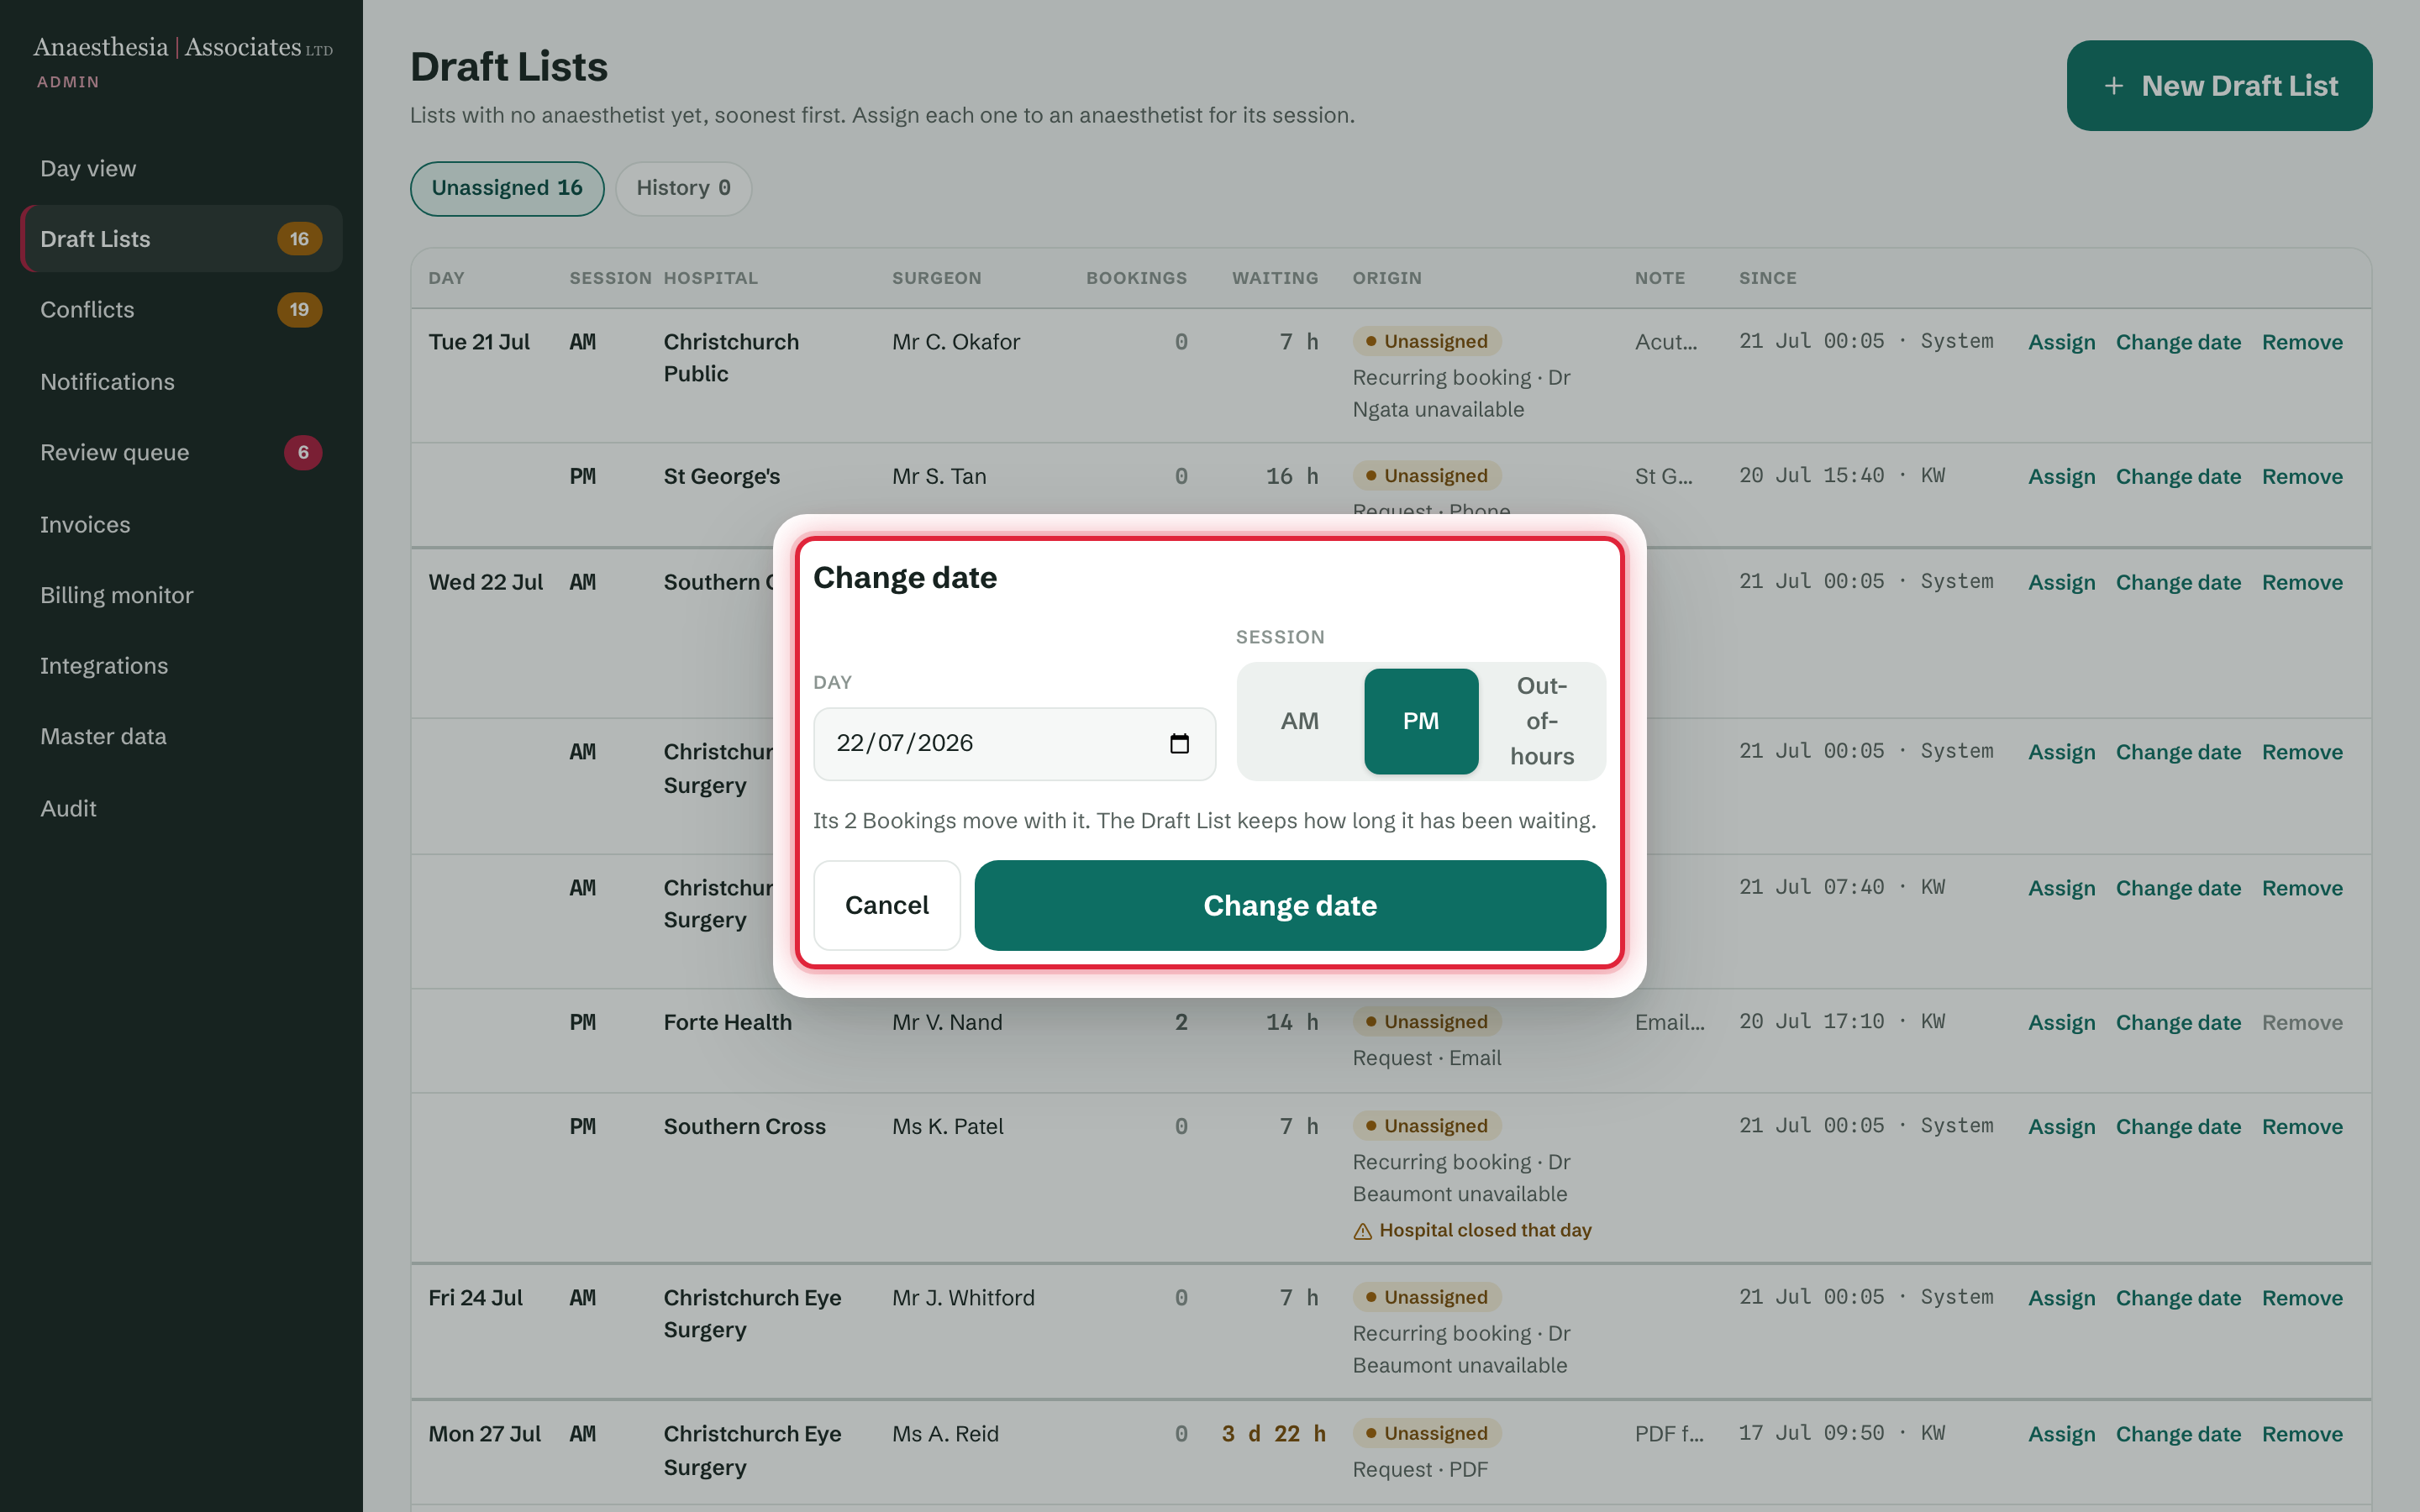 Anaesthesia | Associates LTD
ADMIN
Day view
Draft Lists 16
Conflicts 19
Notifications
Review queue 6
Invoices
Billing monitor
Integrations
Master data
Audit
Draft Lists
Lists with no anaesthetist yet, soonest first. Assign each one to an anaesthetist for its session.
+ New Draft List
Unassigned 16 History 0
DAY SESSION HOSPITAL SURGEON BOOKINGS WAITING ORIGIN NOTE SINCE
Tue 21 Jul AM Christchurch Mr C. Okafor 0 7 h Unassigned Acut... 21 Jul 00:05 · System Assign Change date Remove
Public Recurring booking · Dr
Ngata unavailable
PM St George's Mr S. Tan 0 16 h Unassigned St G... 20 Jul 15:40 · KW Assign Change date Remove
Request · Phone
Wed 22 Jul AM Southern 21 Jul 00:05 · System Assign Change date Remove
AM 21 Jul 00:05 · System Assign Change date Remove
Surgery
AM 21 Jul 07:40 · KW Assign Change date Remove
Surgery
Change date
SESSION
DAY
22/07/2026
AM PM Out-
of-
hours
Its 2 Bookings move with it. The Draft List keeps how long it has been waiting.
Cancel Change date
PM Forte Health Mr V. Nand 2 14 h Unassigned Email... 20 Jul 17:10 · KW Assign Change date Remove
Request · Email
PM Southern Cross Ms K. Patel 0 7 h Unassigned 21 Jul 00:05 · System Assign Change date Remove
Recurring booking · Dr
Beaumont unavailable
Hospital closed that day
Fri 24 Jul AM Christchurch Eye Mr J. Whitford 0 7 h Unassigned 21 Jul 00:05 · System Assign Change date Remove
Surgery Recurring booking · Dr
Beaumont unavailable
Mon 27 Jul AM Christchurch Eye Ms A. Reid 0 3 d 22 h Unassigned PDF f... 17 Jul 09:50 · KW Assign Change date Remove
Surgery Request · PDF